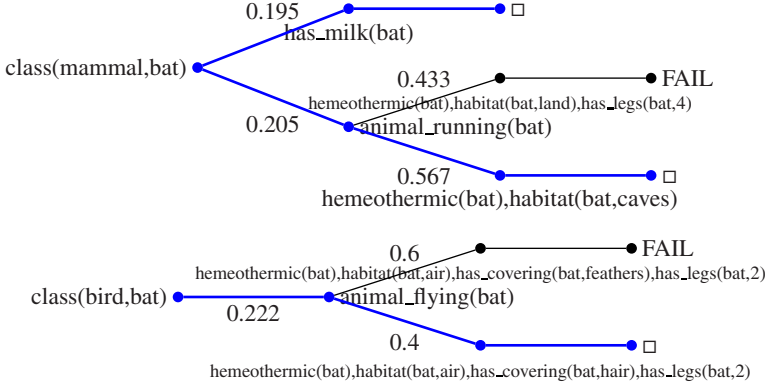 0.195
□
has_milk(bat)
class(mammal,bat)
0.433
FAIL
hemeothermic(bat),habitat(bat,land),has_legs(bat,4)
0.205
animal_running(bat)
0.567
□
hemeothermic(bat),habitat(bat,caves)
0.6
FAIL
hemeothermic(bat),habitat(bat,air),has_covering(bat,feathers),has_legs(bat,2)
class(bird,bat)
animal_flying(bat)
0.222
0.4
□
hemeothermic(bat),habitat(bat,air),has_covering(bat,hair),has_legs(bat,2)